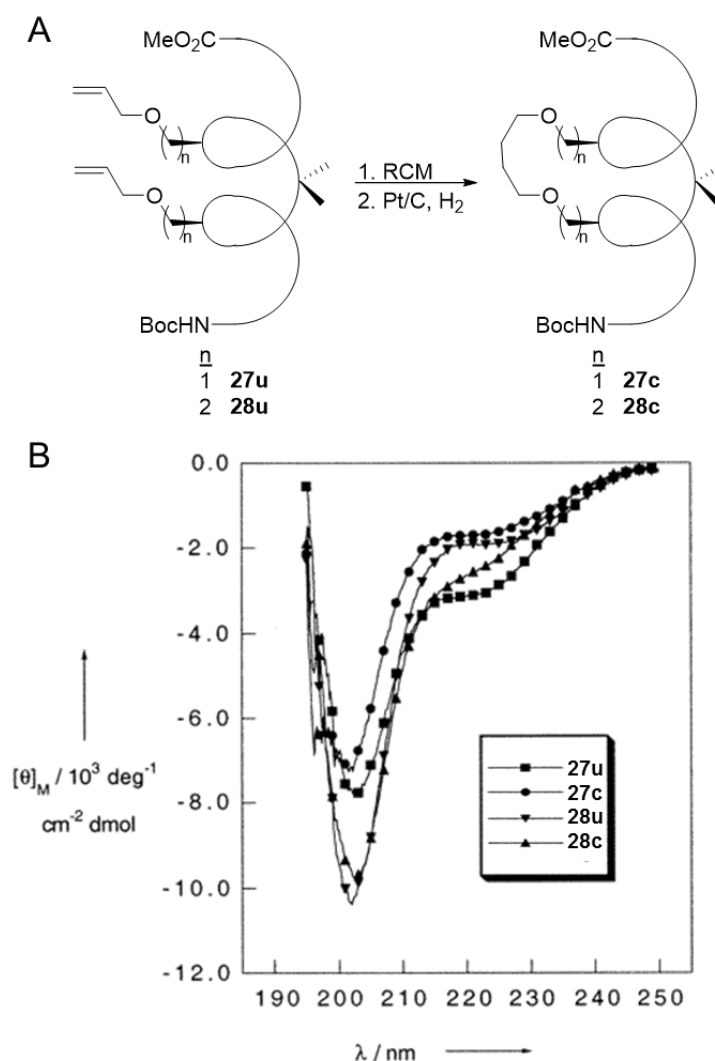 A
MeO₂C
MeO₂C
O
( )n
O
( )n
1. RCM
2. Pt/C, H₂
O
( )n
O
( )n
BocHN
BocHN
n
1 27u
2 28u
n
1 27c
2 28c
B
0.0
-2.0
-4.0
-6.0
-8.0
-10.0
-12.0
[θ]M / 10³ deg⁻¹
cm⁻² dmol
27u
27c
28u
28c
190 200 210 220 230 240 250
λ / nm